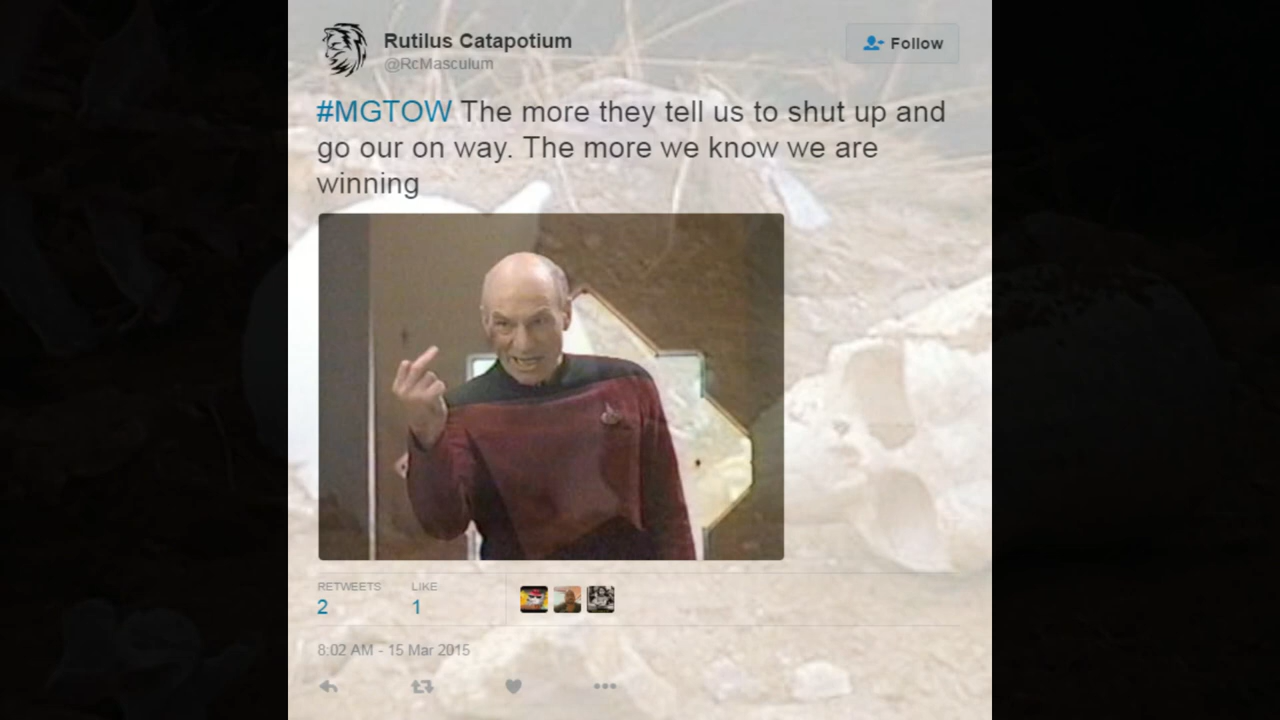 Rutilus Catapotium
@RcMasculum
Follow
#MGTOW The more they tell us to shut up and
go our on way. The more we know we are
winning
RETWEETS LIKE
2 1
8:02 AM - 15 Mar 2015